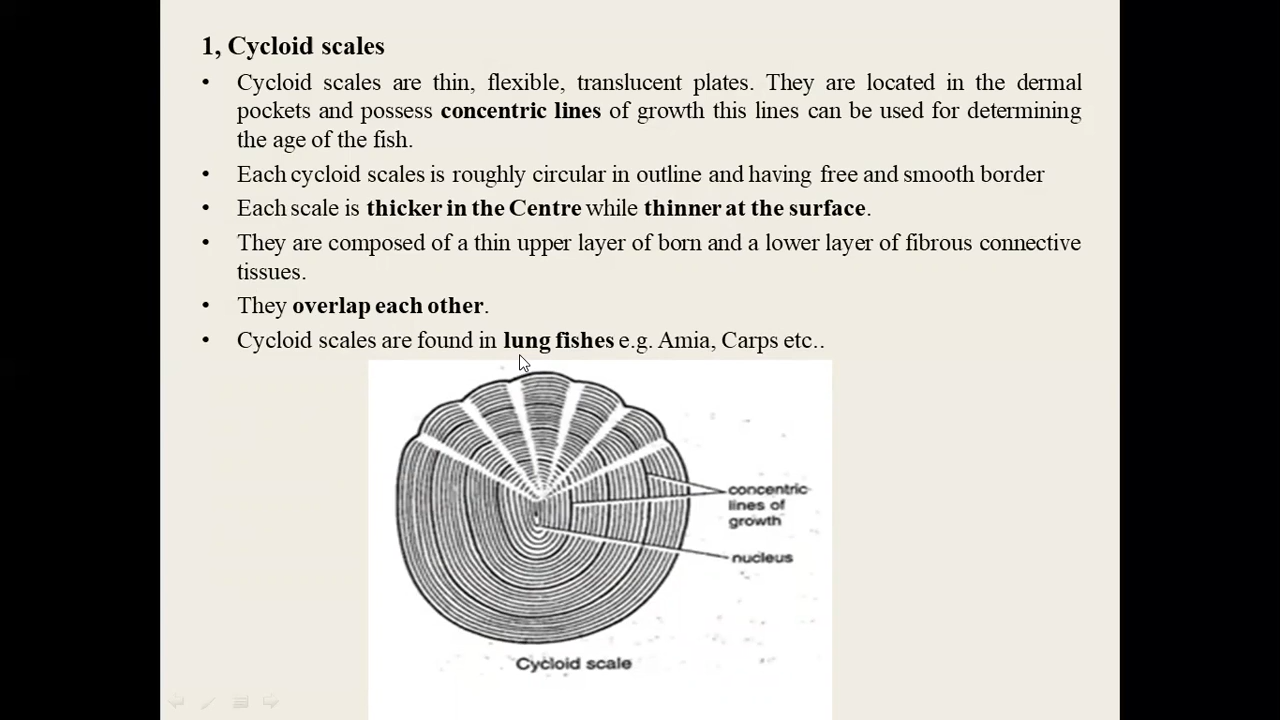 1, Cycloid scales
• Cycloid scales are thin, flexible, translucent plates. They are located in the dermal
pockets and possess concentric lines of growth this lines can be used for determining
the age of the fish.
• Each cycloid scales is roughly circular in outline and having free and smooth border
• Each scale is thicker in the Centre while thinner at the surface.
• They are composed of a thin upper layer of born and a lower layer of fibrous connective
tissues.
• They overlap each other.
• Cycloid scales are found in lung fishes e.g. Amia, Carps etc..
concentric
lines of
growth
nucleus
Cycloid scale